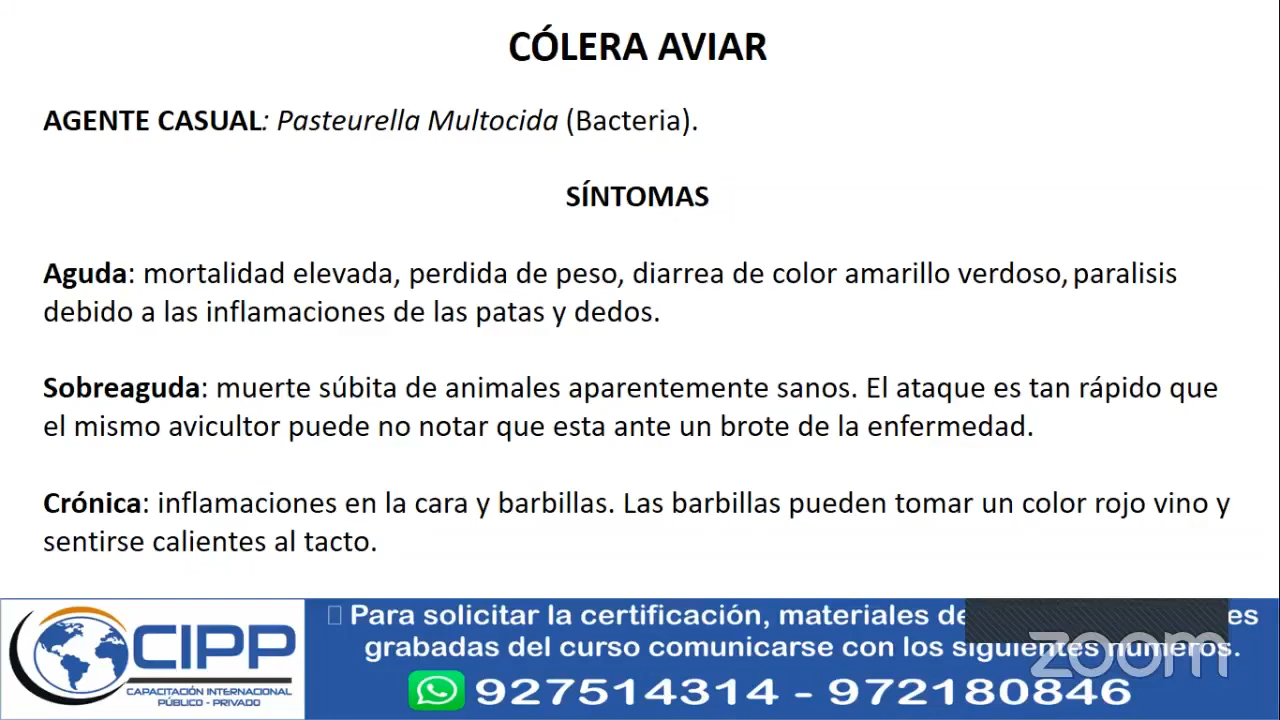 CÓLERA AVIAR
AGENTE CASUAL: Pasteurella Multocida (Bacteria).
SÍNTOMAS
Aguda: mortalidad elevada, perdida de peso, diarrea de color amarillo verdoso, paralisis
debido a las inflamaciones de las patas y dedos.
Sobreaguda: muerte súbita de animales aparentemente sanos. El ataque es tan rápido que
el mismo avicultor puede no notar que esta ante un brote de la enfermedad.
Crónica: inflamaciones en la cara y barbillas. Las barbillas pueden tomar un color rojo vino y
sentirse calientes al tacto.
Para solicitar la certificación, materiales
grabadas del curso comunicarse con los siguientes números.
927514314 - 972180846
CIPP
CAPACITACIÓN INTERNACIONAL
PÚBLICO - PRIVADO
zoom